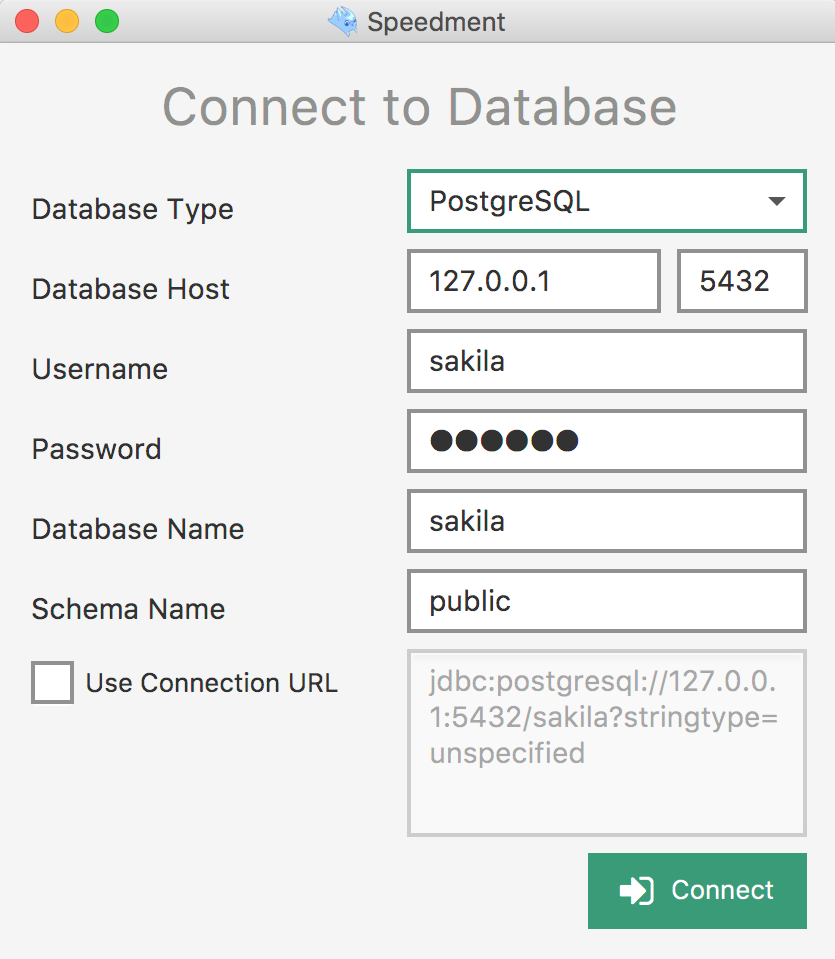 Speedment
Connect to Database
Database Type
PostgreSQL
Database Host
127.0.0.1
5432
Username
sakila
Password
●●●●●●
Database Name
sakila
Schema Name
public
Use Connection URL
jdbc:postgresql://127.0.0.
1:5432/sakila?stringtype=
unspecified
Connect